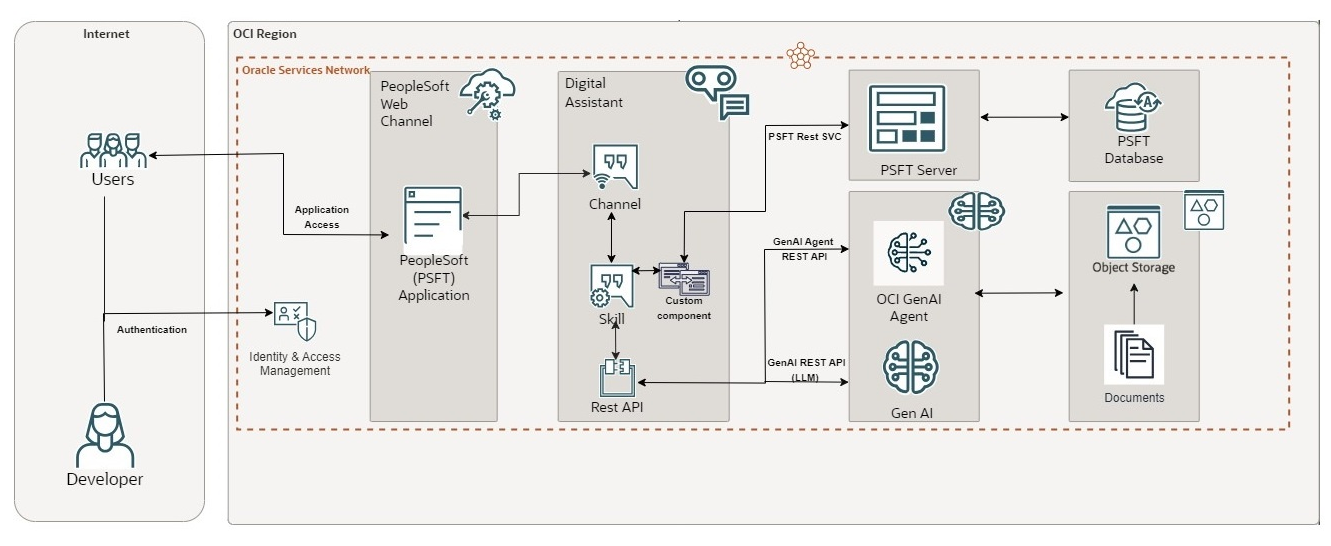 Internet
Users
Authentication
Developer
OCI Region
Oracle Services Network
Application
Access
Identity & Access
Management
PeopleSoft
Web
Channel
PeopleSoft
(PSFT)
Application
Digital
Assistant
Channel
Skill
Custom
component
Rest API
PSFT Rest SVC
GenAI Agent
REST API
GenAI REST API
(LLM)
PSFT Server
OCI GenAI
Agent
Gen AI
A
PSFT
Database
Object Storage
Documents